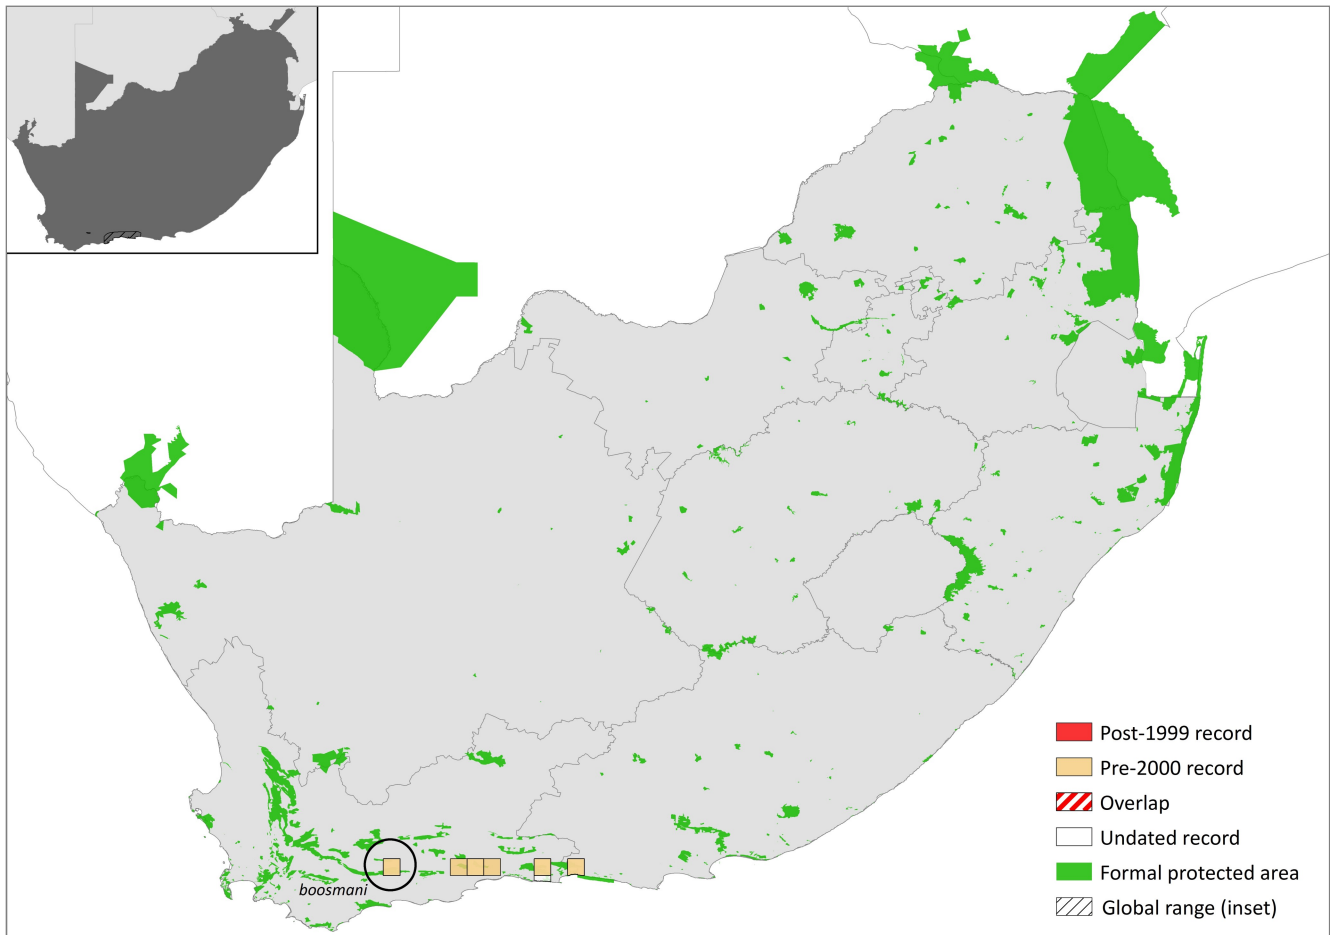 Post-1999 record
Pre-2000 record
Overlap
Undated record
Formal protected area
Global range (inset)
boosmani